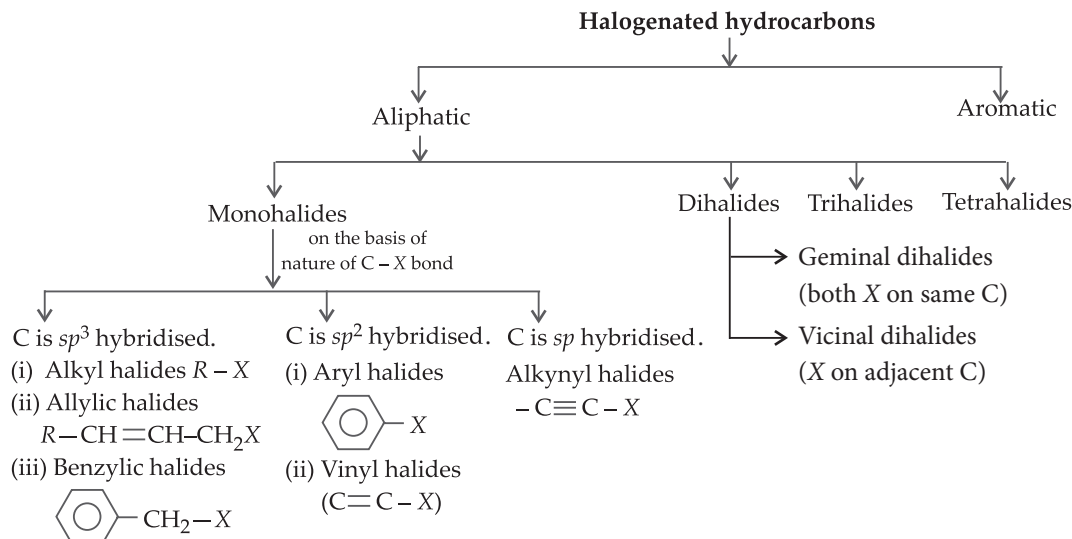 Halogenated hydrocarbons
Aliphatic
Aromatic
Monohalides
Dihalides
Trihalides
Tetrahalides
on the basis of
nature of C – X bond
Geminal dihalides
(both X on same C)
Vicinal dihalides
(X on adjacent C)
C is sp³ hybridised.
(i) Alkyl halides R – X
(ii) Allylic halides
R – CH = CH – CH₂X
(iii) Benzylic halides
CH₂ – X
C is sp² hybridised.
(i) Aryl halides
X
(ii) Vinyl halides
(C = C – X)
C is sp hybridised.
Alkynyl halides
– C ≡ C – X